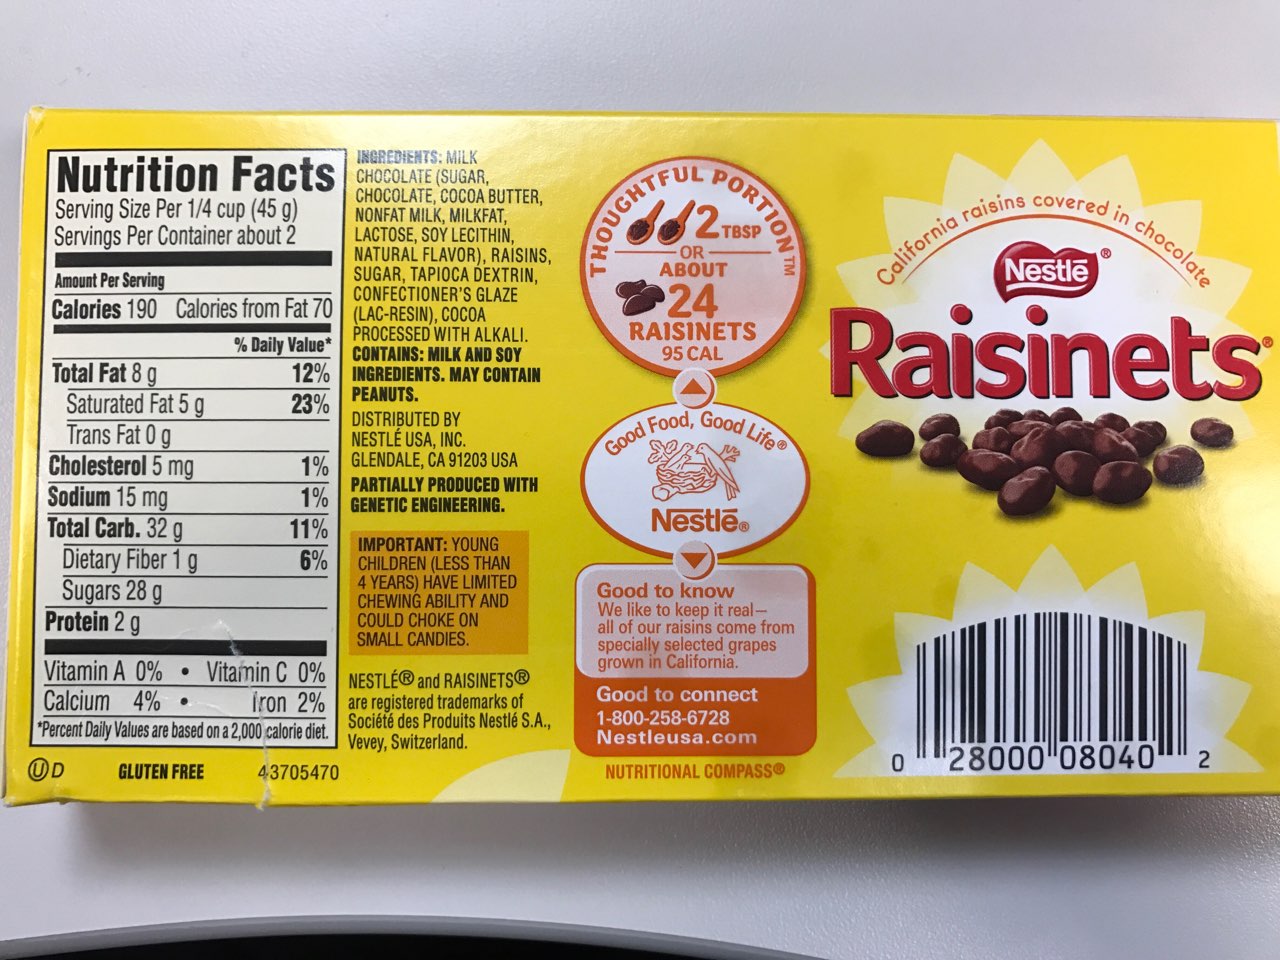 Nutrition Facts
Serving Size Per 1/4 cup (45 g)
Servings Per Container about 2
Amount Per Serving
Calories 190 Calories from Fat 70
% Daily Value*
Total Fat 8 g 12%
Saturated Fat 5 g 23%
Trans Fat 0 g
Cholesterol 5 mg 1%
Sodium 15 mg 1%
Total Carb. 32 g 11%
Dietary Fiber 1 g 6%
Sugars 28 g
Protein 2 g
Vitamin A 0% • Vitamin C 0%
Calcium 4% • Iron 2%
*Percent Daily Values are based on a 2,000 calorie diet.
Ⓤ D GLUTEN FREE 43705470
INGREDIENTS: MILK
CHOCOLATE (SUGAR,
CHOCOLATE, COCOA BUTTER,
NONFAT MILK, MILKFAT,
LACTOSE, SOY LECITHIN,
NATURAL FLAVOR), RAISINS,
SUGAR, TAPIOCA DEXTRIN,
CONFECTIONER'S GLAZE
(LAC-RESIN), COCOA
PROCESSED WITH ALKALI.
CONTAINS: MILK AND SOY
INGREDIENTS. MAY CONTAIN
PEANUTS.
DISTRIBUTED BY
NESTLÉ USA, INC.
GLENDALE, CA 91203 USA
PARTIALLY PRODUCED WITH
GENETIC ENGINEERING.
IMPORTANT: YOUNG
CHILDREN (LESS THAN
4 YEARS) HAVE LIMITED
CHEWING ABILITY AND
COULD CHOKE ON
SMALL CANDIES.
NESTLÉ® and RAISINETS®
are registered trademarks of
Société des Produits Nestlé S.A.,
Vevey, Switzerland.
THOUGHTFUL PORTION™
2 TBSP
OR
ABOUT
24
RAISINETS
95 CAL
Good Food, Good Life®
Nestlé®
Good to know
We like to keep it real—
all of our raisins come from
specially selected grapes
grown in California.
Good to connect
1-800-258-6728
Nestleusa.com
NUTRITIONAL COMPASS®
California raisins covered in chocolate
Nestlé®
Raisinets®
0 28000 08040 2